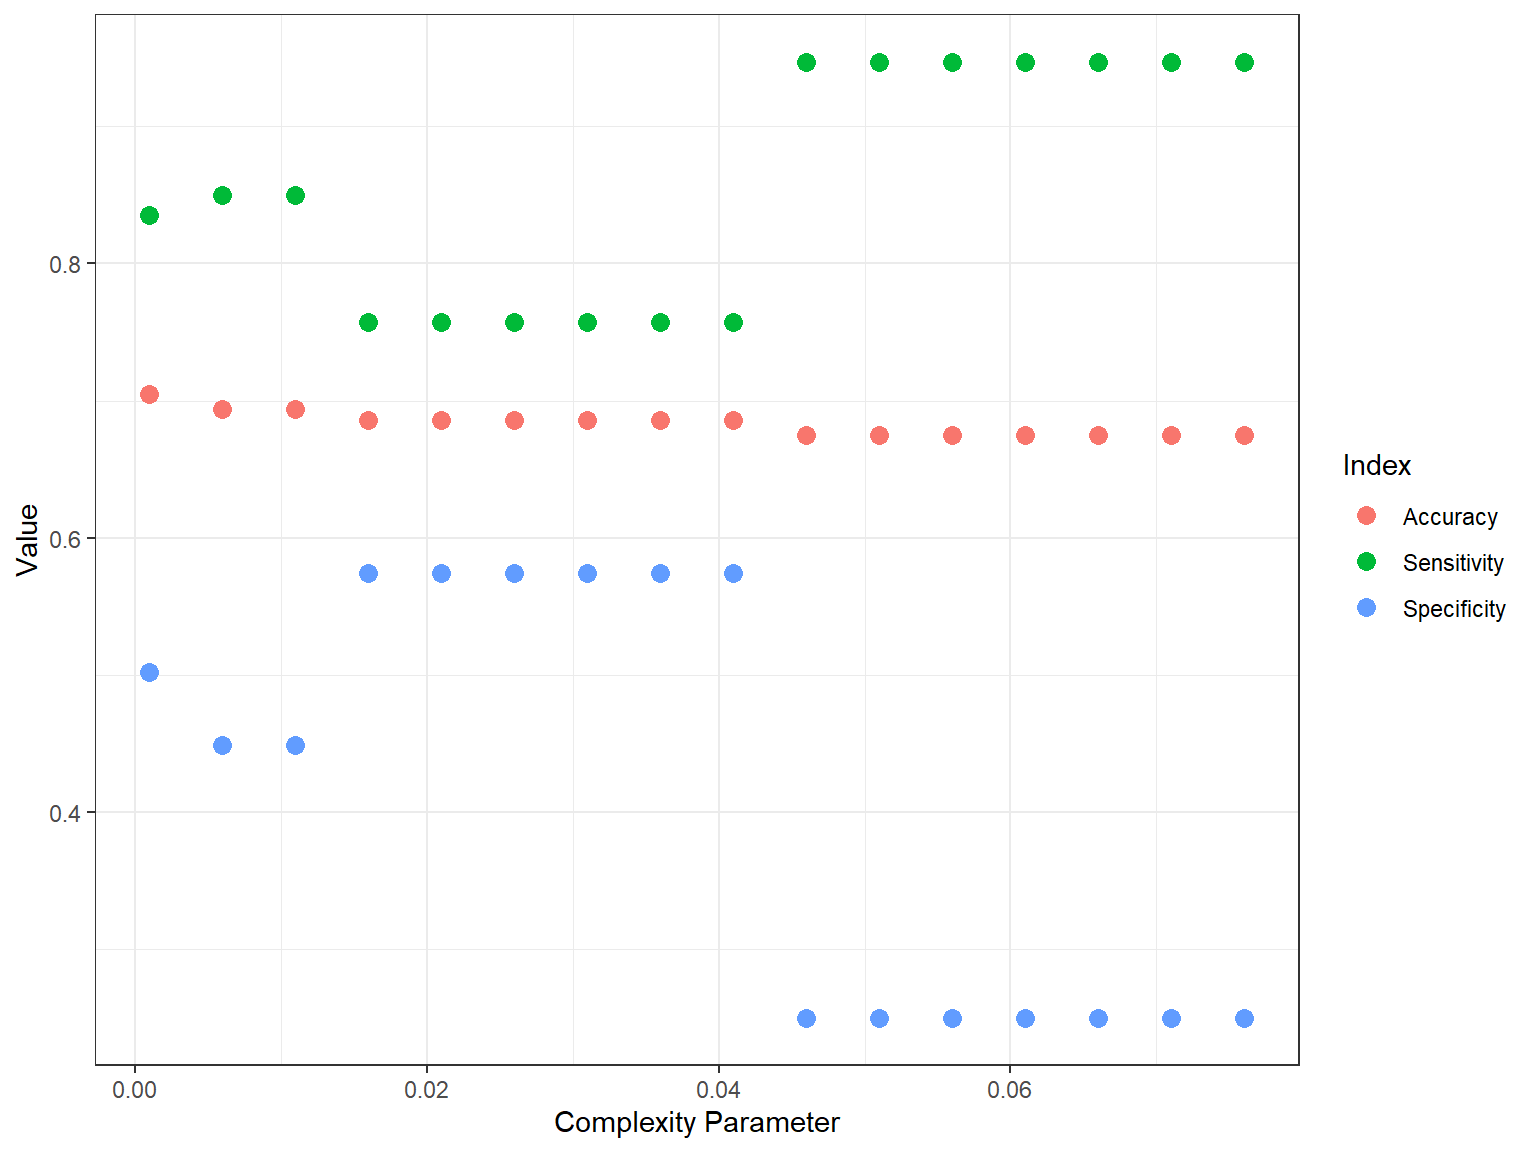 Value
0.8
0.6
0.4
0.00
0.02
0.04
0.06
Complexity Parameter
Index
Accuracy
Sensitivity
Specificity